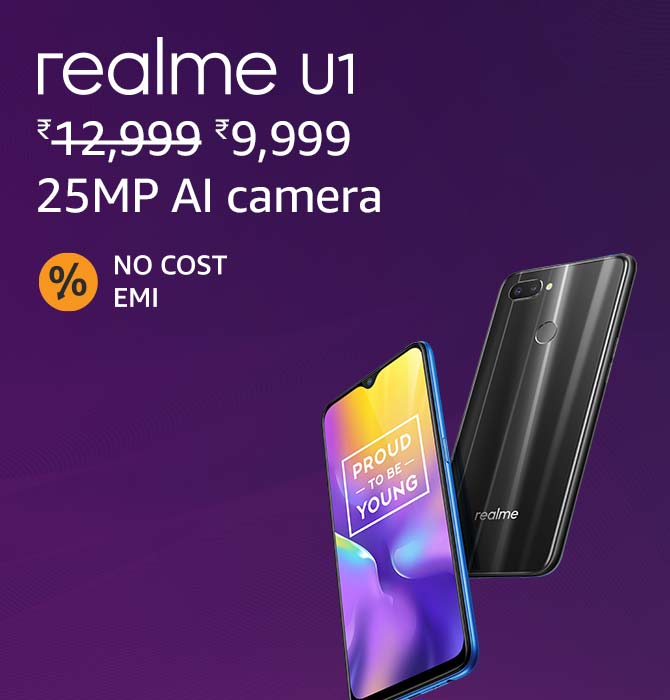 realme U1
₹12,999 ₹9,999
25MP AI camera
% NO COST
EMI
PROUD
TO BE
YOUNG
realme